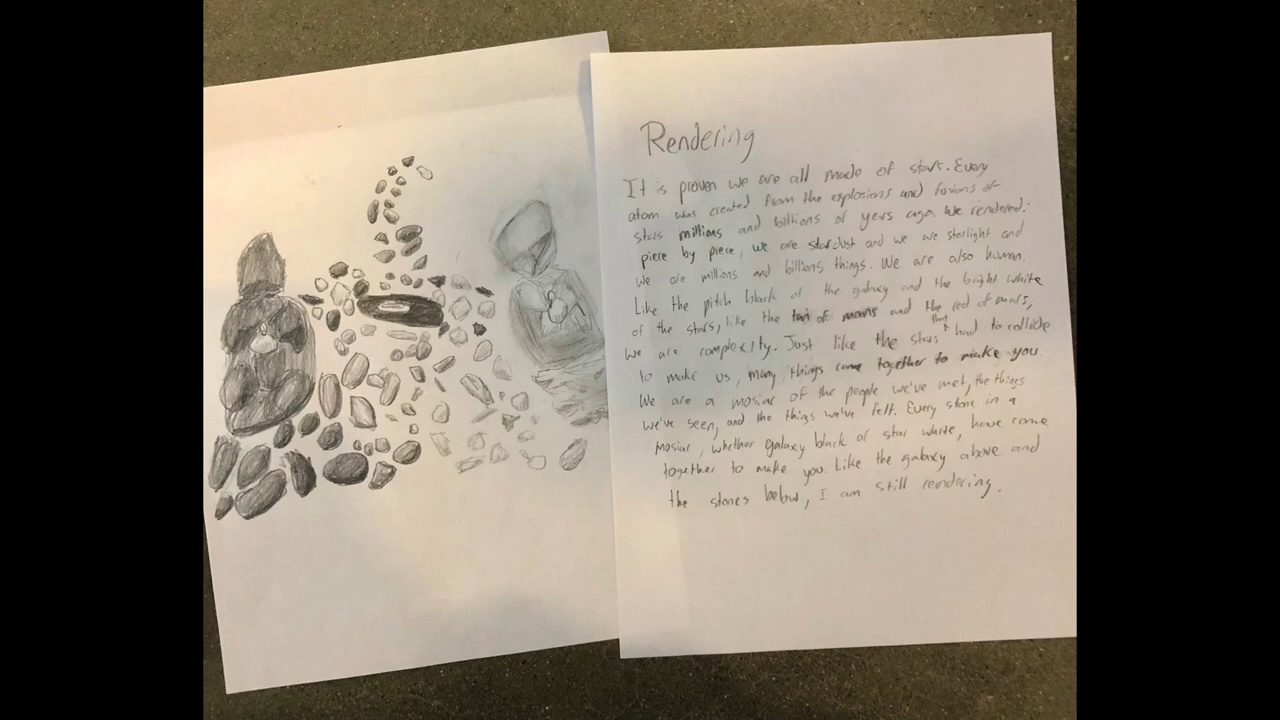 Rendering
It is proven we are all made of stars. Every
atom was created from the explosions and fusions of
stars millions and billions of years ago. We rendered:
piece by piece, we are stardust and we are starlight and
we are millions and billions things. We are also human.
Like the pitch black of the galaxy and the bright white
of the stars, like the tan of mars and the red of mars,
that
we are complexity. Just like the stars had to collide
to make us, many things come together to make you.
We are a mosiac of the people we've met, the things
we've seen, and the things we've felt. Every stone in a
mosiac, whether galaxy black or star white, have come
together to make you. Like the galaxy above and
the stones below, I am still rendering.